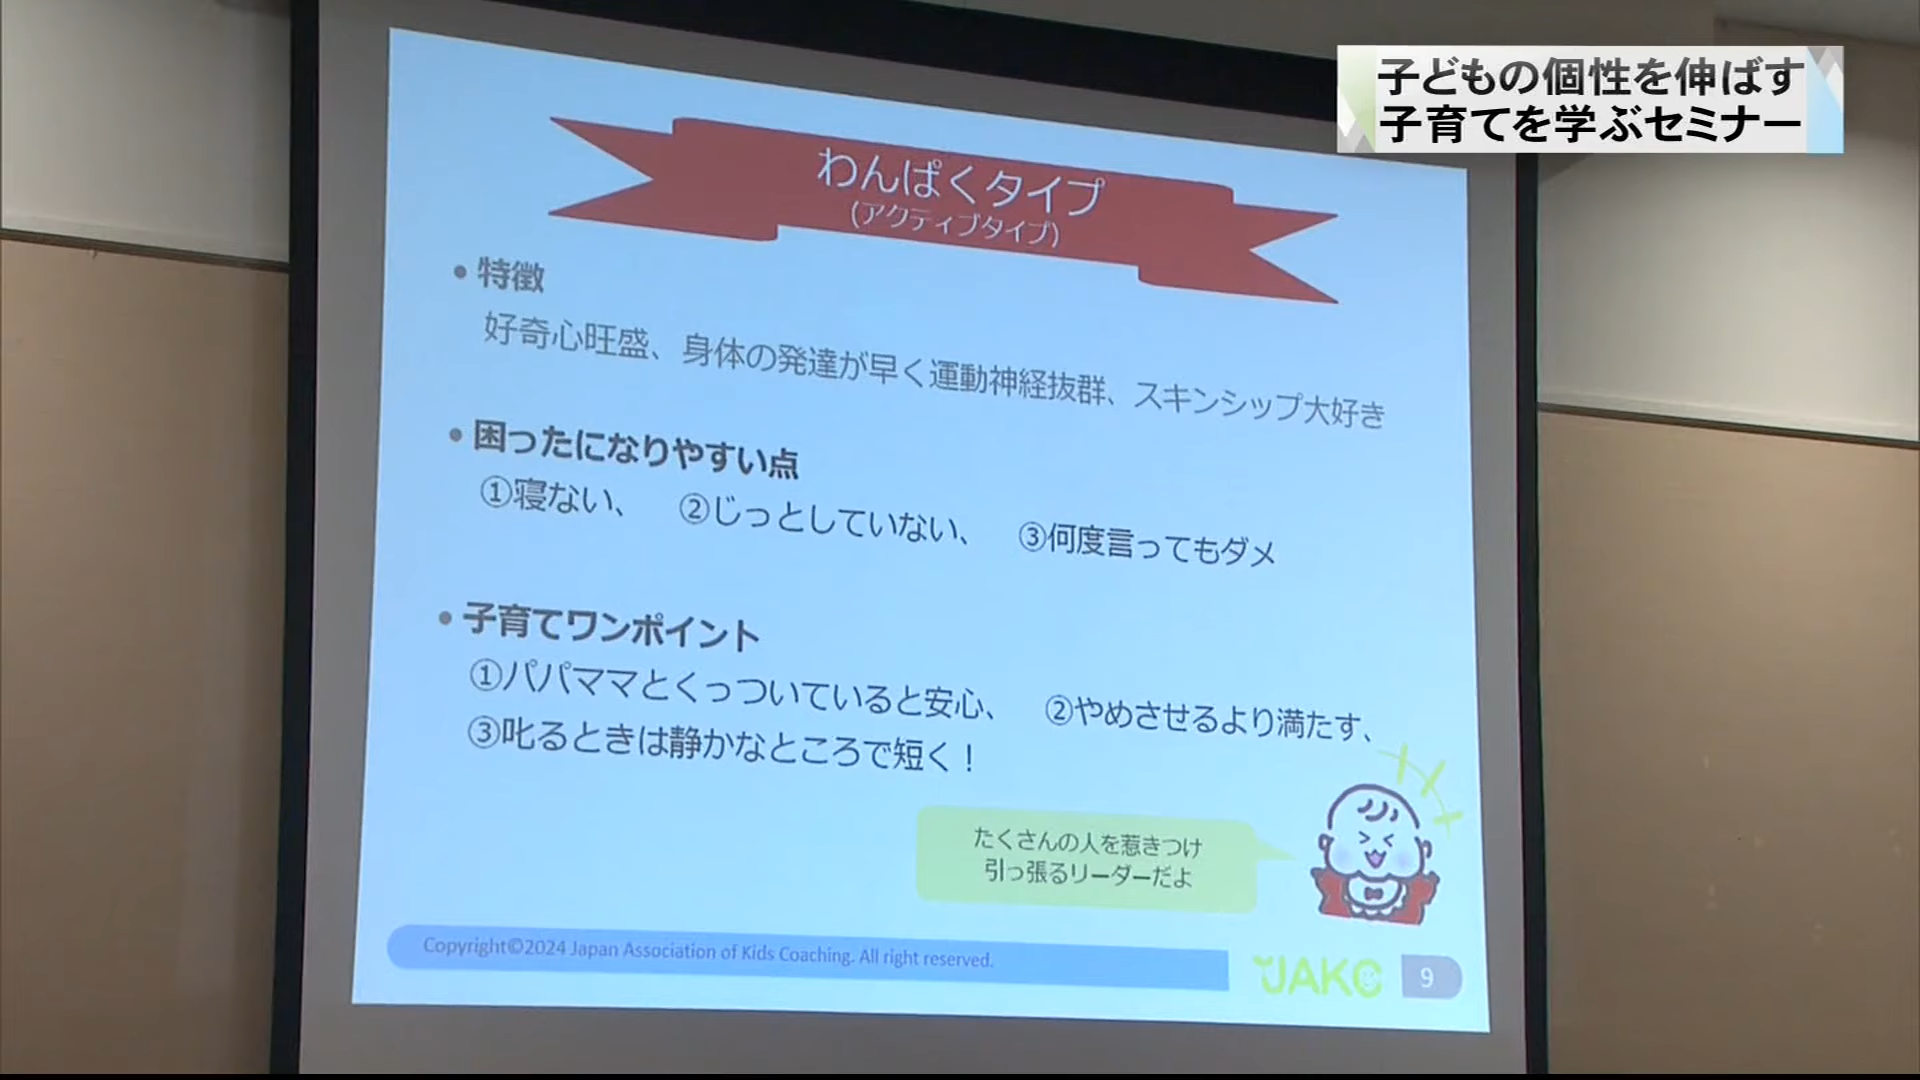 子どもの個性を伸ばす
子育てを学ぶセミナー
わんぱくタイプ
(アクティブタイプ)
• 特徴
好奇心旺盛、身体の発達が早く運動神経抜群、スキンシップ大好き
• 困ったになりやすい点
①寝ない、 ②じっとしていない、 ③何度言ってもダメ
• 子育てワンポイント
①パパママとくっついていると安心、 ②やめさせるより満たす、
③叱るときは静かなところで短く！
たくさんの人を惹きつけ
引っ張るリーダーだよ
Copyright©2024 Japan Association of Kids Coaching. All right reserved.
JAKC
9